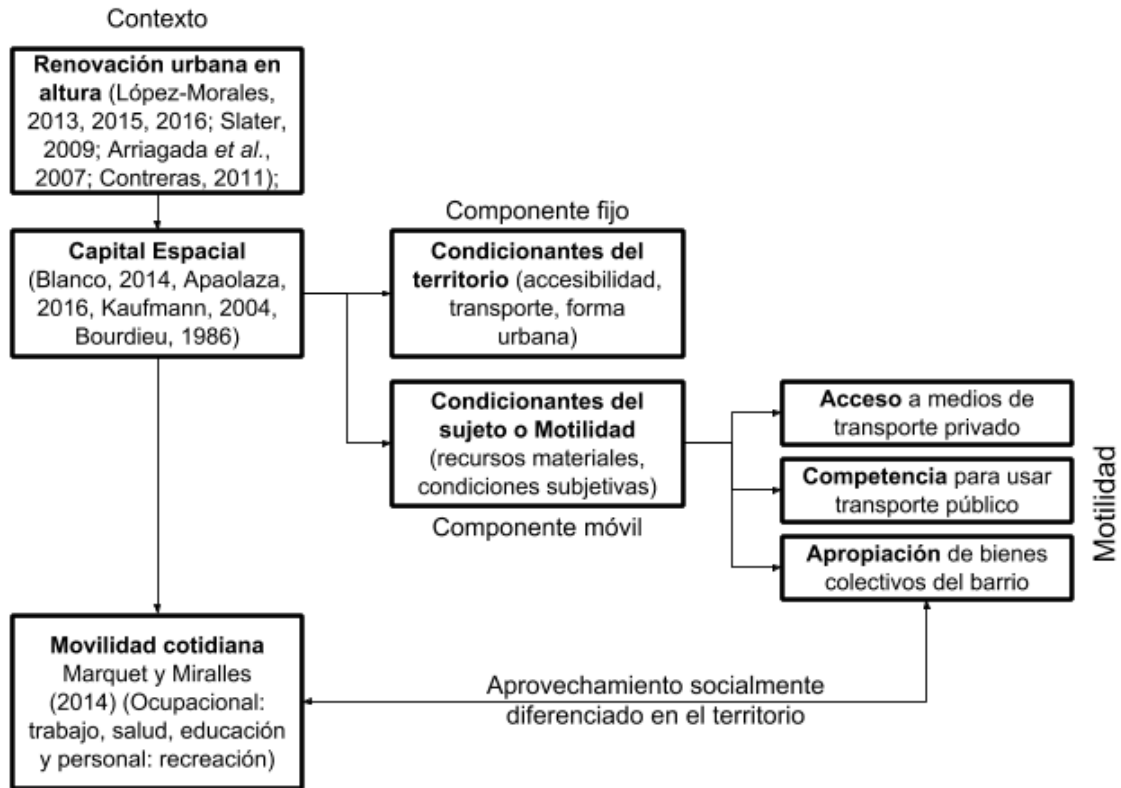 Contexto
Renovación urbana en
altura (López-Morales,
2013, 2015, 2016; Slater,
2009; Arriagada et al.,
2007; Contreras, 2011);
Capital Espacial
(Blanco, 2014, Apaolaza,
2016, Kaufmann, 2004,
Bourdieu, 1986)
Componente fijo
Condicionantes del
territorio (accesibilidad,
transporte, forma
urbana)
Condicionantes del
sujeto o Motilidad
(recursos materiales,
condiciones subjetivas)
Componente móvil
Acceso a medios de
transporte privado
Competencia para usar
transporte público
Apropiación de bienes
colectivos del barrio
Motilidad
Movilidad cotidiana
Marquet y Miralles
(2014) (Ocupacional:
trabajo, salud, educación
y personal: recreación)
Aprovechamiento socialmente
diferenciado en el territorio